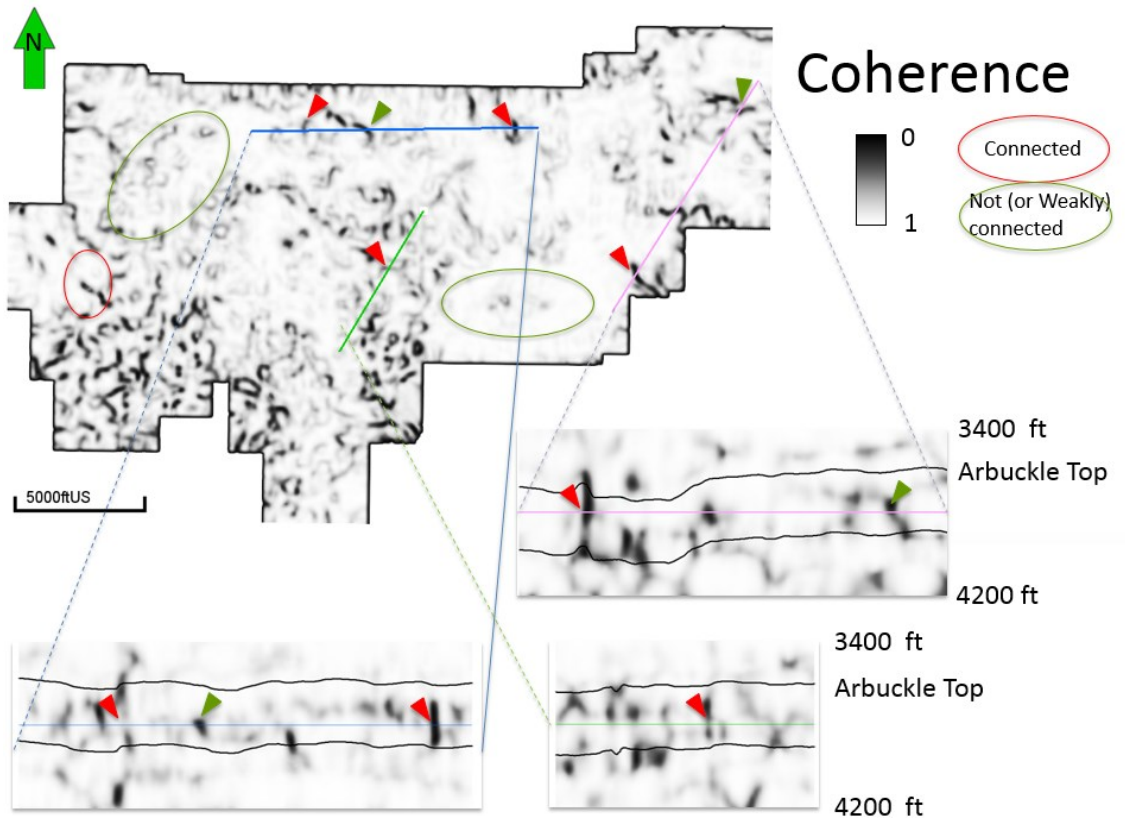 N
Coherence
0
1
Connected
Not (or Weakly)
connected
5000ftUS
3400 ft
Arbuckle Top
4200 ft
3400 ft
Arbuckle Top
4200 ft